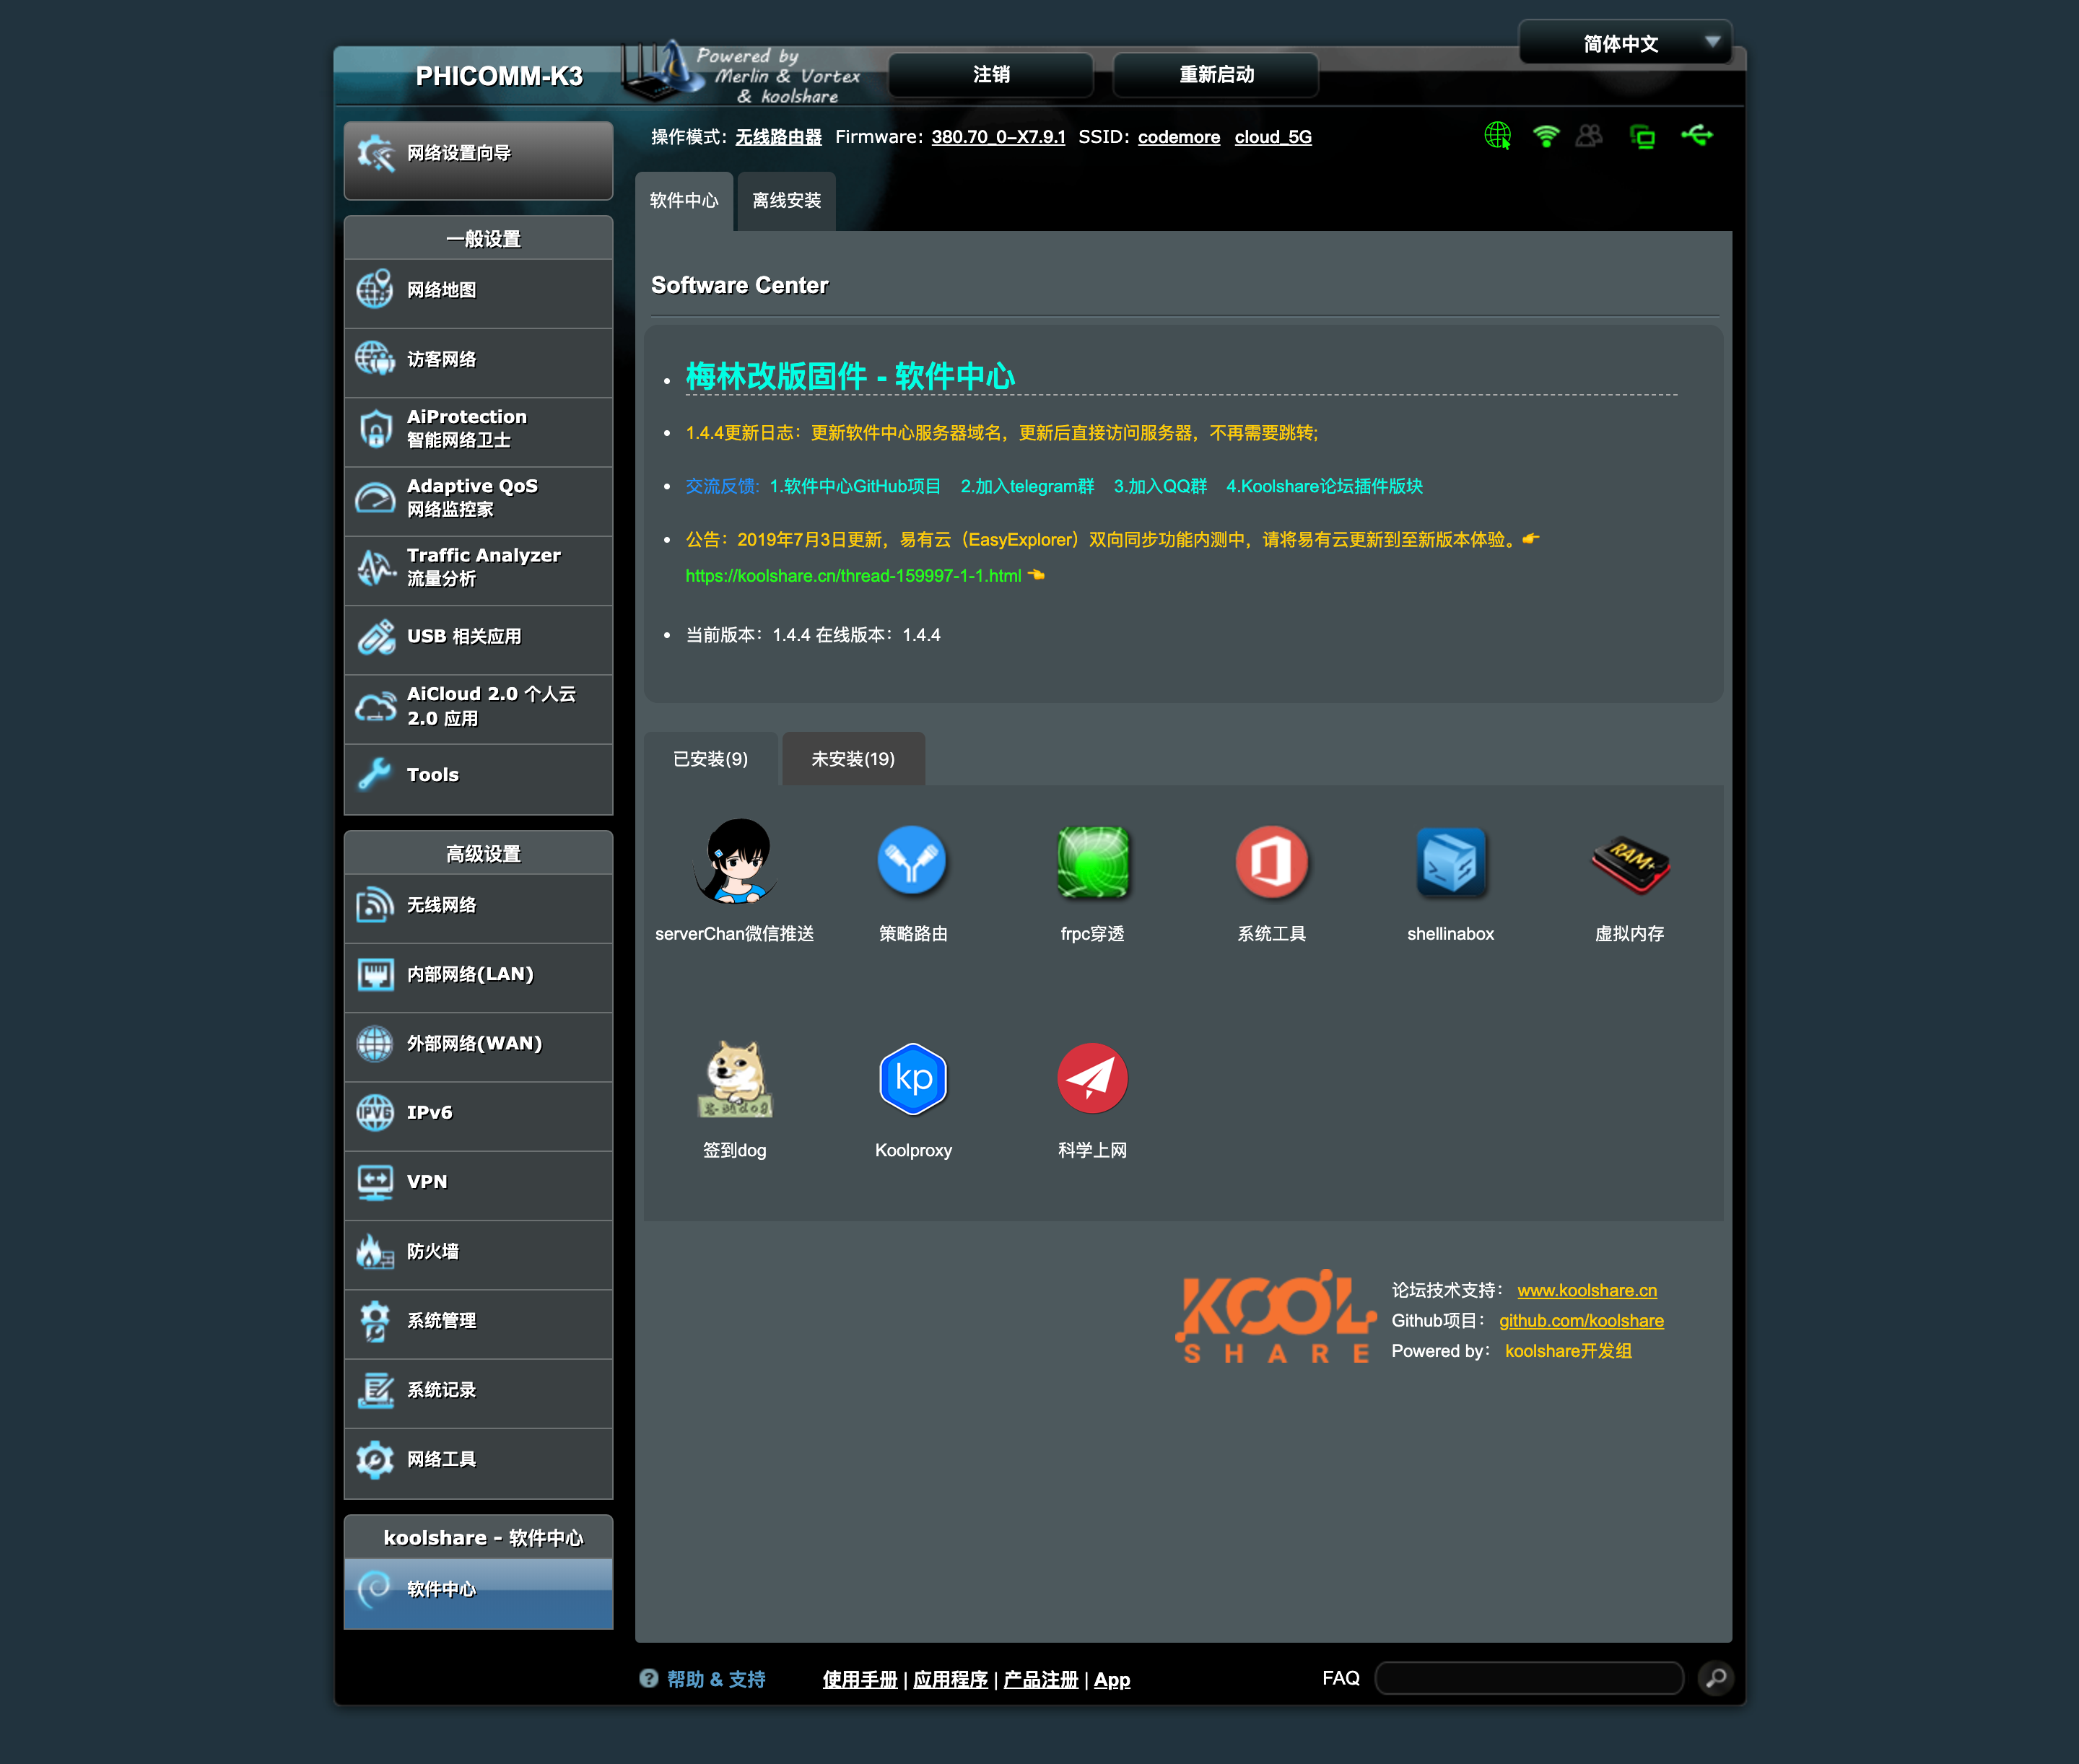 简体中文
PHICOMM-K3
Powered by
Merlin & Vortex
& koolshare
注销
重新启动
操作模式: 无线路由器 Firmware: 380.70_0-X7.9.1 SSID: codemore cloud_5G
网络设置向导
一般设置
网络地图
访客网络
AiProtection
智能网络卫士
Adaptive QoS
网络监控家
Traffic Analyzer
流量分析
USB 相关应用
AiCloud 2.0 个人云
2.0 应用
Tools
高级设置
无线网络
内部网络(LAN)
外部网络(WAN)
IPV6
IPv6
VPN
防火墙
系统管理
系统记录
网络工具
koolshare - 软件中心
软件中心
软件中心 离线安装
Software Center
梅林改版固件 - 软件中心
1.4.4更新日志：更新软件中心服务器域名，更新后直接访问服务器，不再需要跳转;
交流反馈: 1.软件中心GitHub项目 2.加入telegram群 3.加入QQ群 4.Koolshare论坛插件版块
公告：2019年7月3日更新，易有云（EasyExplorer）双向同步功能内测中，请将易有云更新到至新版本体验。👉
https://koolshare.cn/thread-159997-1-1.html 👈
当前版本：1.4.4 在线版本：1.4.4
已安装(9) 未安装(19)
RAM+
serverChan微信推送 策略路由 frpc穿透 系统工具 shellinabox 虚拟内存
kp
签到dog Koolproxy 科学上网
KOOL
SHARE
论坛技术支持： www.koolshare.cn
Github项目： github.com/koolshare
Powered by： koolshare开发组
帮助 & 支持 使用手册 | 应用程序 | 产品注册 | App FAQ